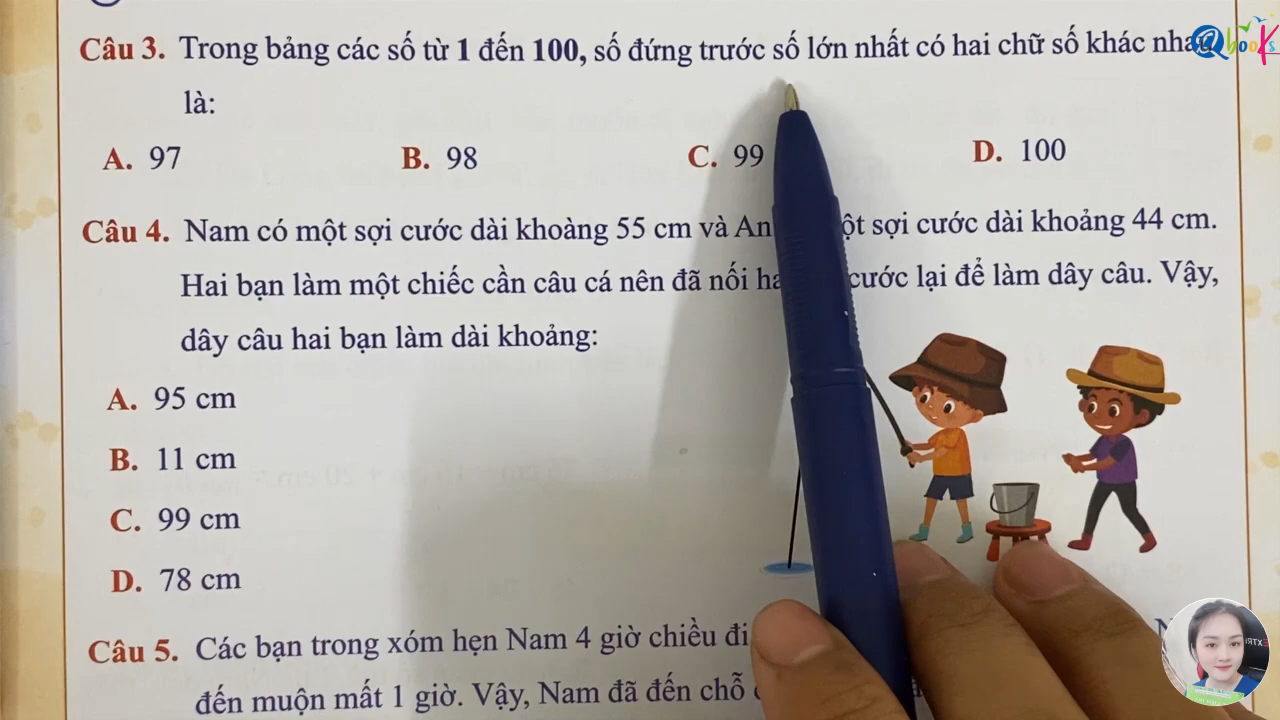 Câu 3. Trong bảng các số từ 1 đến 100, số đứng trước số lớn nhất có hai chữ số khác nhau
là:
A. 97 B. 98 C. 99 D. 100
Câu 4. Nam có một sợi cước dài khoàng 55 cm và An sợi cước dài khoảng 44 cm.
Hai bạn làm một chiếc cần câu cá nên đã nối cước lại để làm dây câu. Vậy,
dây câu hai bạn làm dài khoảng:
A. 95 cm
B. 11 cm
C. 99 cm
D. 78 cm
Câu 5. Các bạn trong xóm hẹn Nam 4 giờ chiều đi
đến muộn mất 1 giờ. Vậy, Nam đã đến chỗ
@books